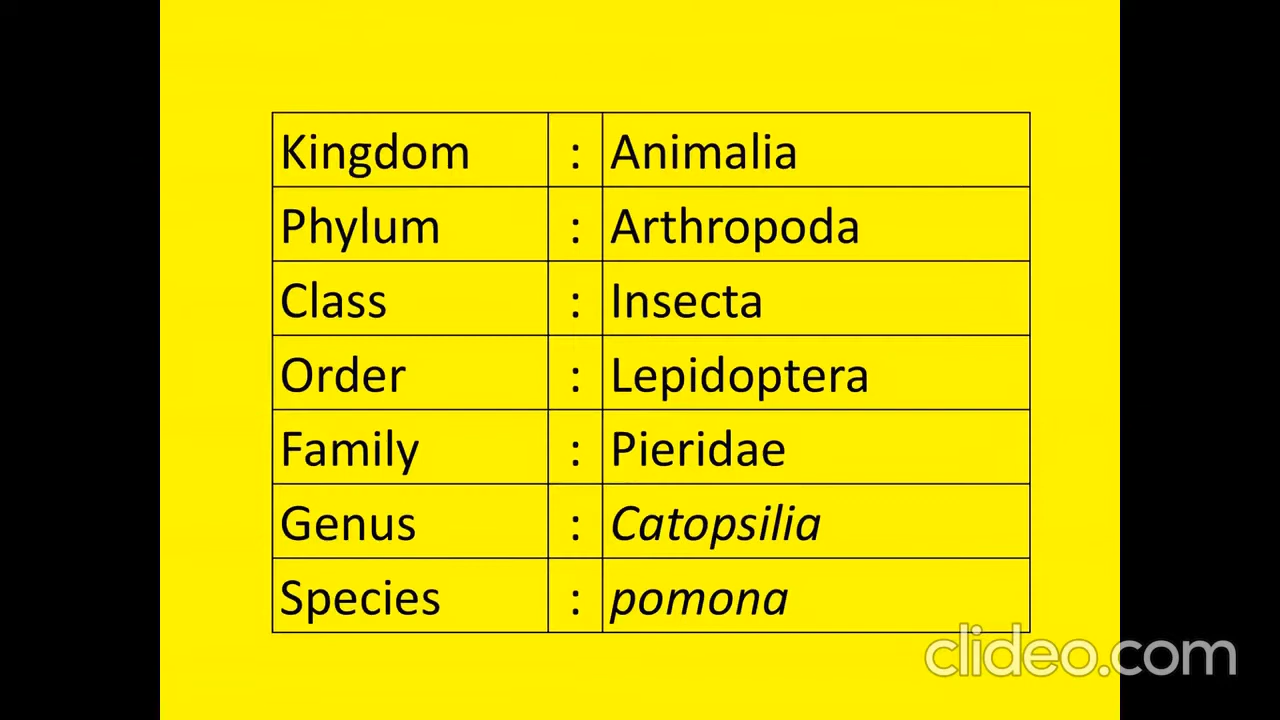 Kingdom : Animalia
Phylum : Arthropoda
Class : Insecta
Order : Lepidoptera
Family : Pieridae
Genus : Catopsilia
Species : pomona
clideo.com